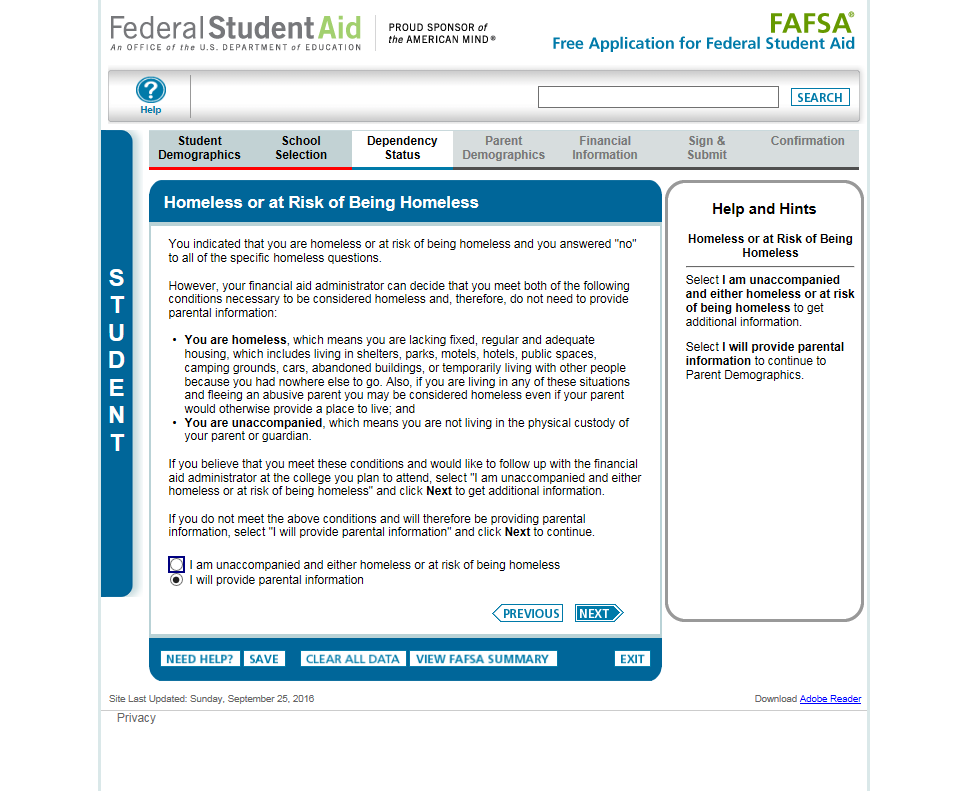 Federal Student Aid
An OFFICE of the U.S. DEPARTMENT of EDUCATION
PROUD SPONSOR of
the AMERICAN MIND®
FAFSA®
Free Application for Federal Student Aid
?
Help
SEARCH
Student
Demographics
School
Selection
Dependency
Status
Parent
Demographics
Financial
Information
Sign &
Submit
Confirmation
STUDENT
Homeless or at Risk of Being Homeless
You indicated that you are homeless or at risk of being homeless and you answered "no"
to all of the specific homeless questions.
However, your financial aid administrator can decide that you meet both of the following
conditions necessary to be considered homeless and, therefore, do not need to provide
parental information:
• You are homeless, which means you are lacking fixed, regular and adequate
housing, which includes living in shelters, parks, motels, hotels, public spaces,
camping grounds, cars, abandoned buildings, or temporarily living with other people
because you had nowhere else to go. Also, if you are living in any of these situations
and fleeing an abusive parent you may be considered homeless even if your parent
would otherwise provide a place to live; and
• You are unaccompanied, which means you are not living in the physical custody of
your parent or guardian.
If you believe that you meet these conditions and would like to follow up with the financial
aid administrator at the college you plan to attend, select "I am unaccompanied and either
homeless or at risk of being homeless" and click Next to get additional information.
If you do not meet the above conditions and will therefore be providing parental
information, select "I will provide parental information" and click Next to continue.
I am unaccompanied and either homeless or at risk of being homeless
I will provide parental information
PREVIOUS
NEXT
NEED HELP?
SAVE
CLEAR ALL DATA
VIEW FAFSA SUMMARY
EXIT
Help and Hints
Homeless or at Risk of Being
Homeless
Select I am unaccompanied
and either homeless or at risk
of being homeless to get
additional information.
Select I will provide parental
information to continue to
Parent Demographics.
Site Last Updated: Sunday, September 25, 2016
Download Adobe Reader
Privacy